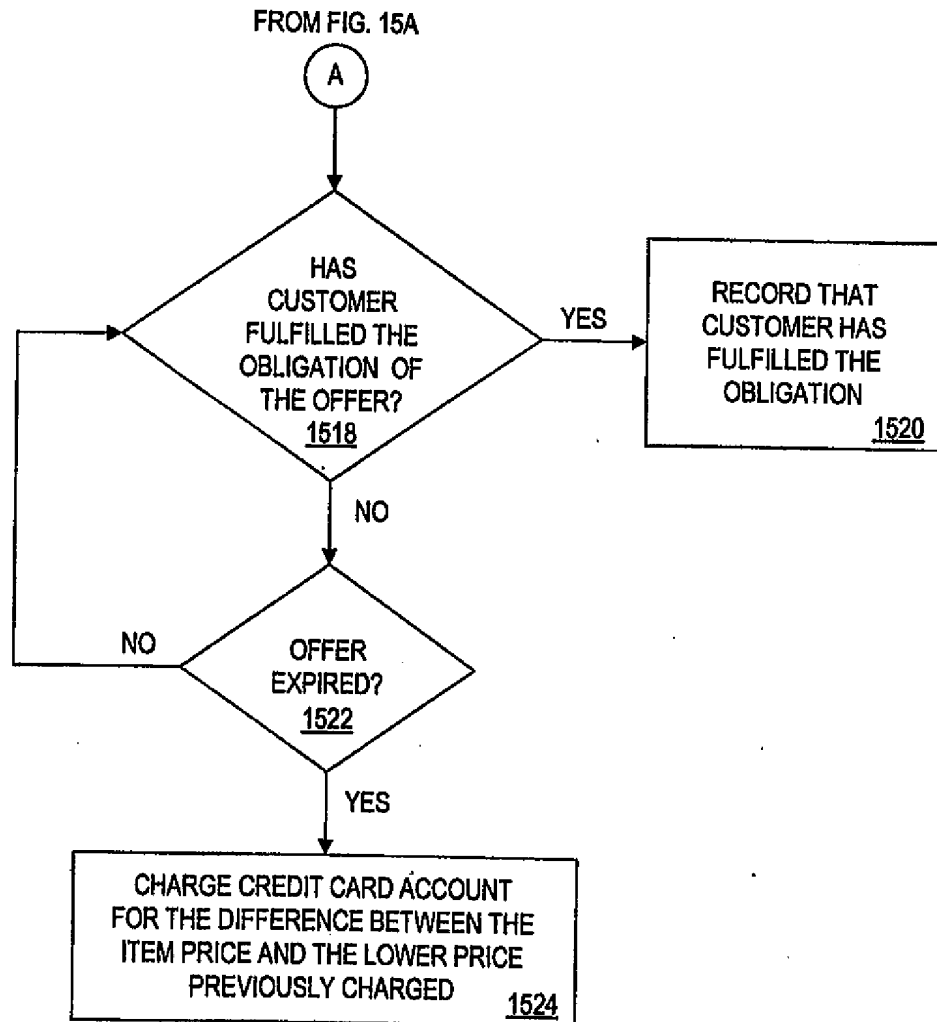 FROM FIG. 15A
A
HAS
CUSTOMER
FULFILLED THE
OBLIGATION OF
THE OFFER?
1518
YES
RECORD THAT
CUSTOMER HAS
FULFILLED THE
OBLIGATION
1520
NO
NO
OFFER
EXPIRED?
1522
YES
CHARGE CREDIT CARD ACCOUNT
FOR THE DIFFERENCE BETWEEN THE
ITEM PRICE AND THE LOWER PRICE
PREVIOUSLY CHARGED
1524